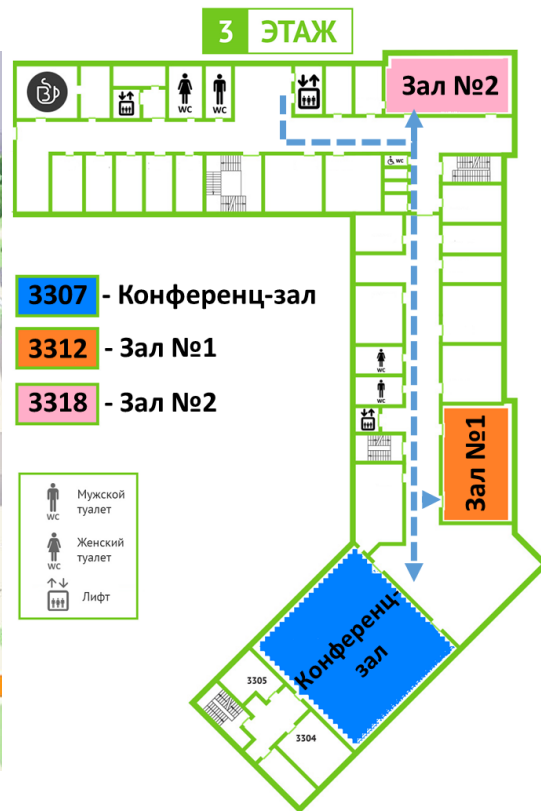 3 ЭТАЖ
Зал №2
WC
WC
WC
3307 - Конференц-зал
3312 - Зал №1
3318 - Зал №2
WC
WC
Зал №1
Мужской
туалет
WC
Женский
туалет
WC
Лифт
Конференц-
зал
3305
3304